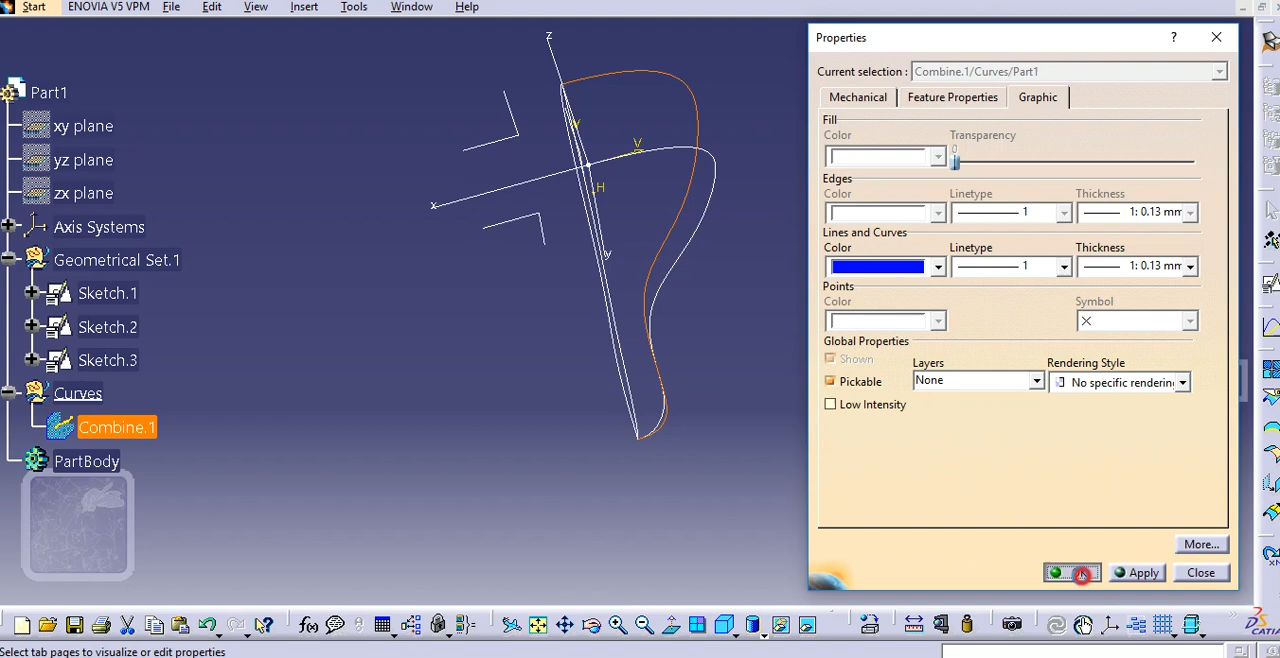 Start ENOVIA V5 VPM File Edit View Insert Tools Window Help
Properties
?
Current selection : Combine.1/Curves/Part1
Mechanical Feature Properties Graphic
Fill
Color Transparency
0
Edges
Color Linetype Thickness
1 1: 0.13 mm
Lines and Curves
Color Linetype Thickness
1 1: 0.13 mm
Points
Color Symbol
Global Properties
Shown Layers Rendering Style
Pickable None No specific rendering
Low Intensity
More...
Apply Close
Part1
xy plane
yz plane
zx plane
Axis Systems
Geometrical Set.1
Sketch.1
Sketch.2
Sketch.3
Curves
Combine.1
PartBody
z
V
H
x
y
f(x)
CATIA
Select tab pages to visualize or edit properties